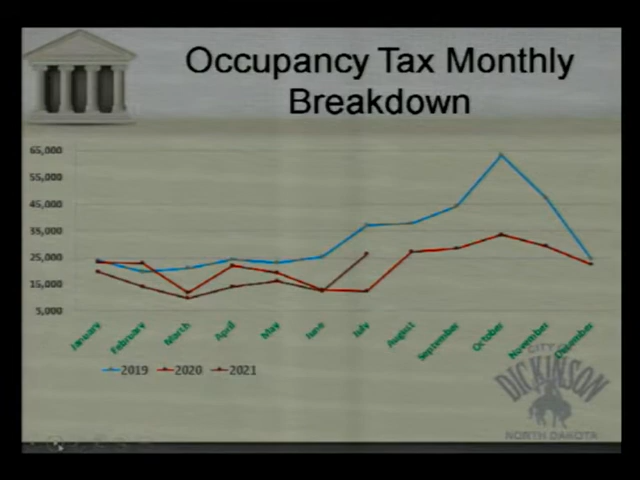 Occupancy Tax Monthly
Breakdown
65,000
55,000
45,000
35,000
25,000
15,000
5,000
January
February
March
April
May
June
July
August
September
October
November
December
2019
2020
2021
CITY OF
DICKINSON
NORTH DAKOTA